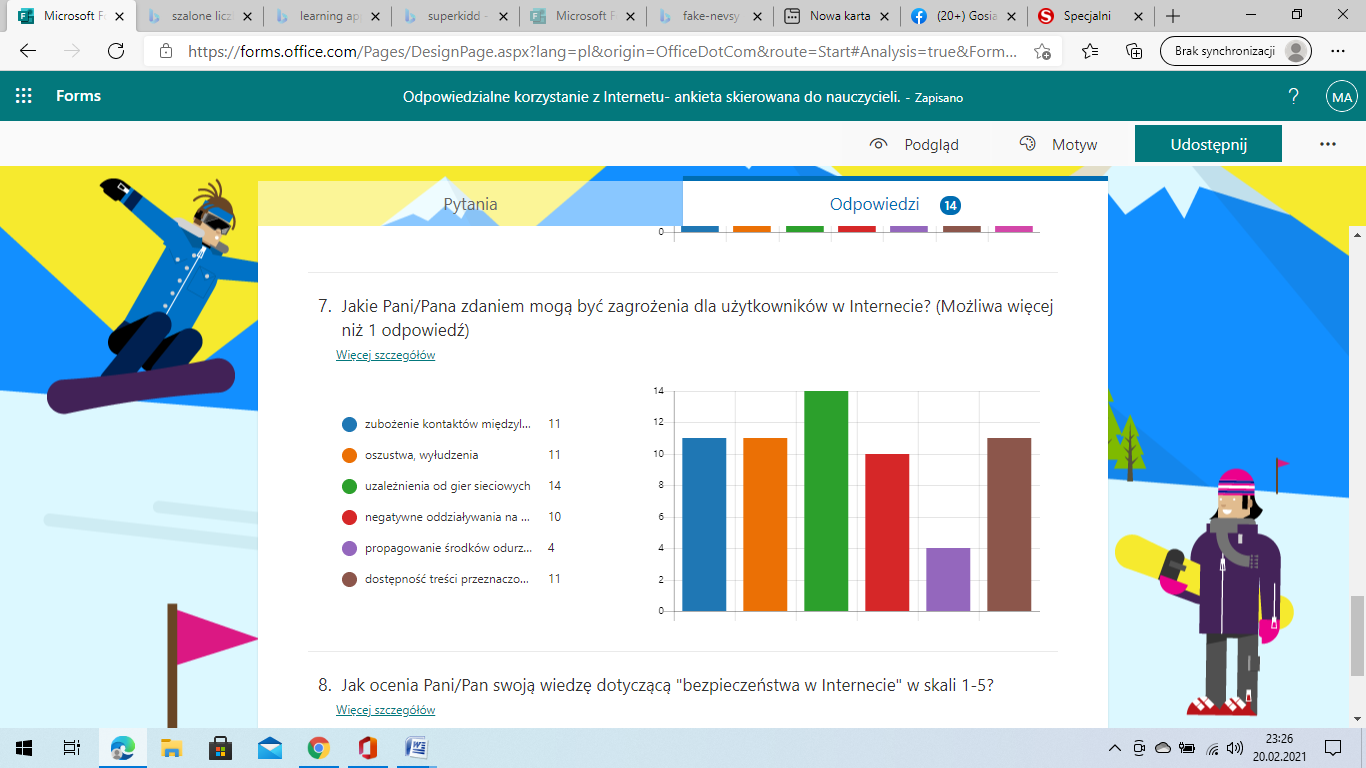 Microsoft Fo
szalone licz
learning app
superkidd -
Microsoft Fo
fake-nevsy
Nowa karta
(20+) Gosia
Specjalni
https://forms.office.com/Pages/DesignPage.aspx?lang=pl&origin=OfficeDotCom&route=Start#Analysis=true&Form...
Brak synchronizacji
Forms
Odpowiedzialne korzystanie z Internetu- ankieta skierowana do nauczycieli. - Zapisano
?
MA
Podgląd
Motyw
Udostępnij
Pytania
Odpowiedzi 14
0
7. Jakie Pani/Pana zdaniem mogą być zagrożenia dla użytkowników w Internecie? (Możliwa więcej
niż 1 odpowiedź)
Więcej szczegółów
zubożenie kontaktów międzyl... 11
oszustwa, wyłudzenia 11
uzależnienia od gier sieciowych 14
negatywne oddziaływania na ... 10
propagowanie środków odurz... 4
dostępność treści przeznaczo... 11
14
12
10
8
6
4
2
0
8. Jak ocenia Pani/Pan swoją wiedzę dotyczącą "bezpieczeństwa w Internecie" w skali 1-5?
Więcej szczegółów
23:26
20.02.2021